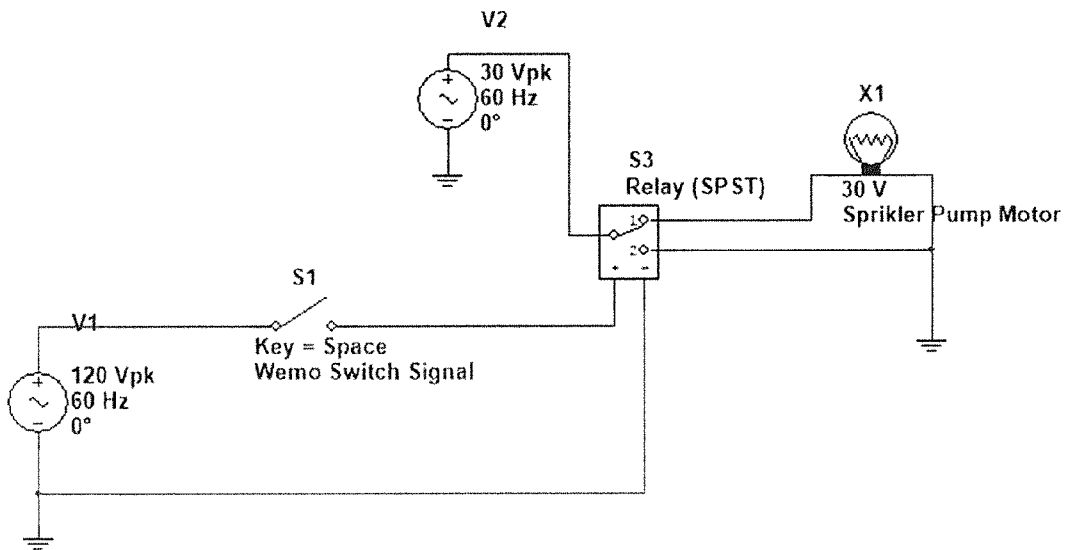 V2
30 Vpk
60 Hz
0°
X1
30 V
Sprikler Pump Motor
S3
Relay (SPST)
1
2
+ -
S1
Key = Space
Wemo Switch Signal
V1
120 Vpk
60 Hz
0°